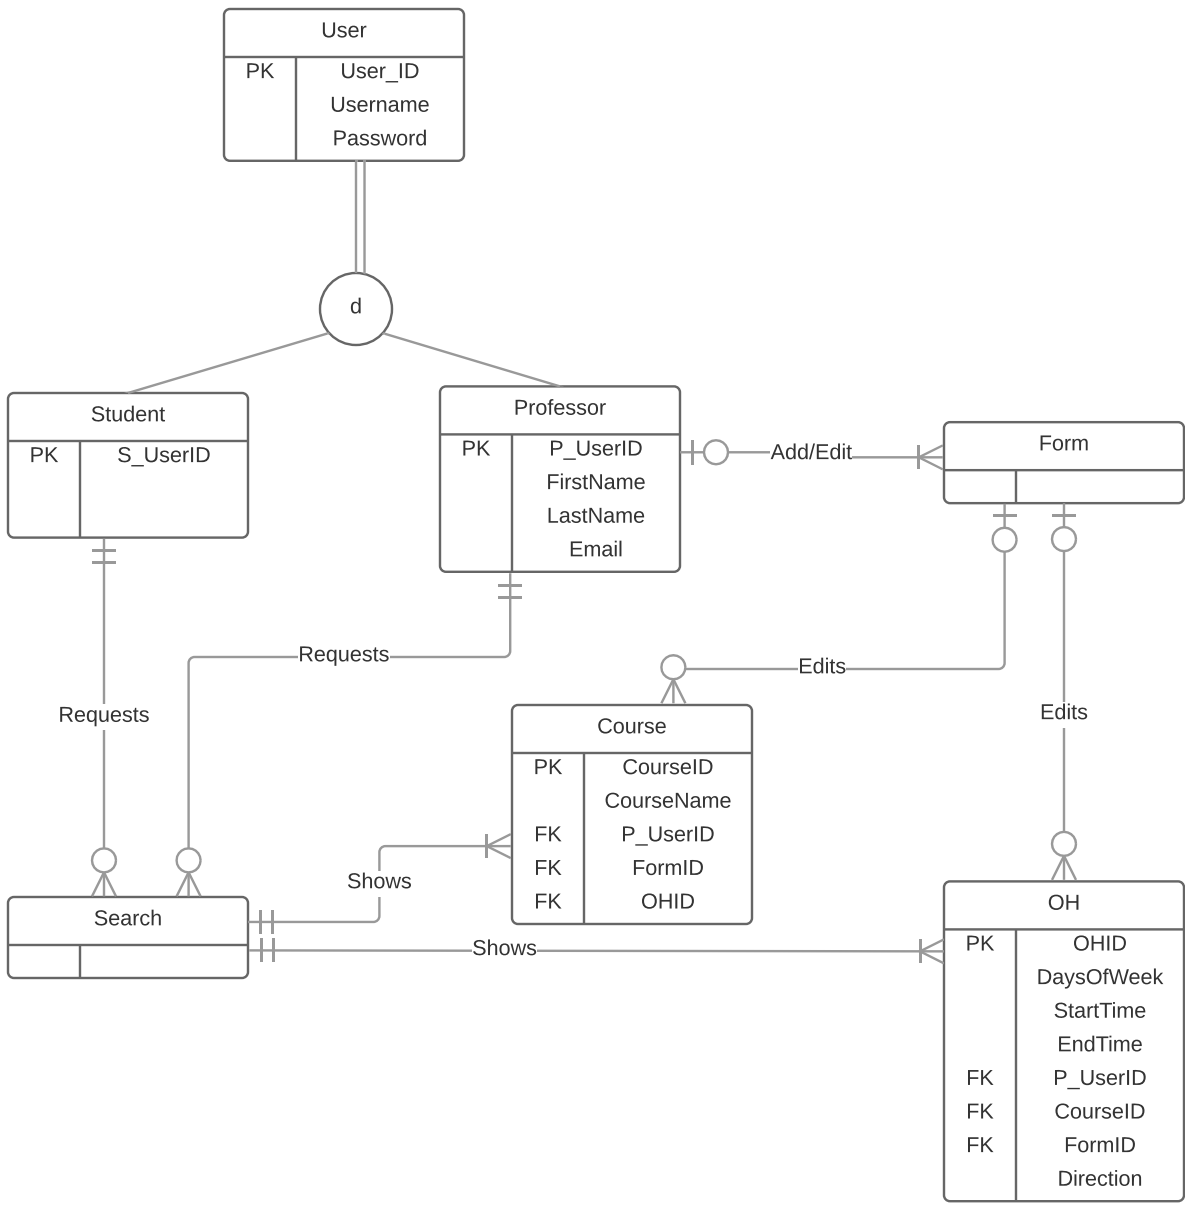 User
PK User_ID
Username
Password
d
Student
PK S_UserID
Professor
PK P_UserID
FirstName
LastName
Email
Add/Edit
Form
Requests
Requests
Edits
Edits
Course
PK CourseID
CourseName
FK P_UserID
FK FormID
FK OHID
Shows
Search
Shows
OH
PK OHID
DaysOfWeek
StartTime
EndTime
FK P_UserID
FK CourseID
FK FormID
Direction